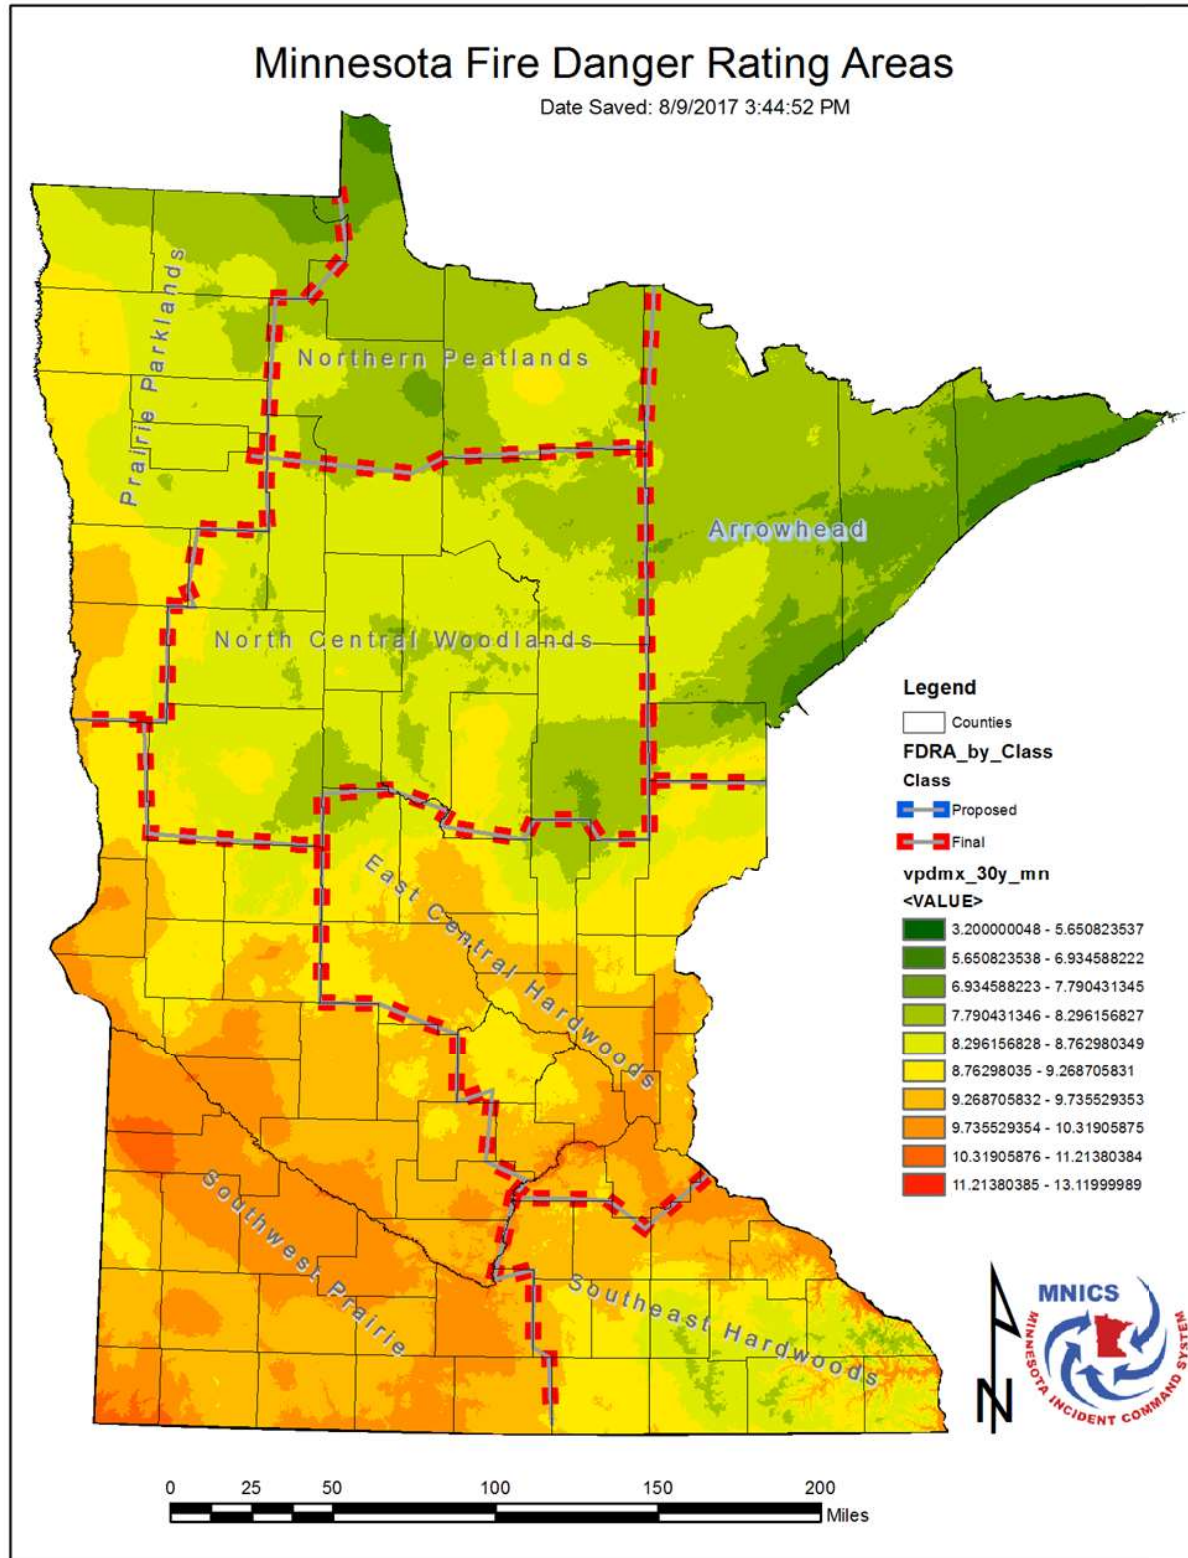 Minnesota Fire Danger Rating Areas
Date Saved: 8/9/2017 3:44:52 PM
Prairie Parklands
Northern Peatlands
Arrowhead
North Central Woodlands
East Central Hardwoods
Southwest Prairie
Southeast Hardwoods
Legend
Counties
FDRA_by_Class
Class
Proposed
Final
vpdmx_30y_mn
<VALUE>
3.200000048 - 5.650823537
5.650823538 - 6.934588222
6.934588223 - 7.790431345
7.790431346 - 8.296156827
8.296156828 - 8.762980349
8.76298035 - 9.268705831
9.268705832 - 9.735529353
9.735529354 - 10.31905875
10.31905876 - 11.21380384
11.21380385 - 13.11999989
N
MNICS
MINNESOTA INCIDENT COMMAND SYSTEM
0 25 50 100 150 200
Miles